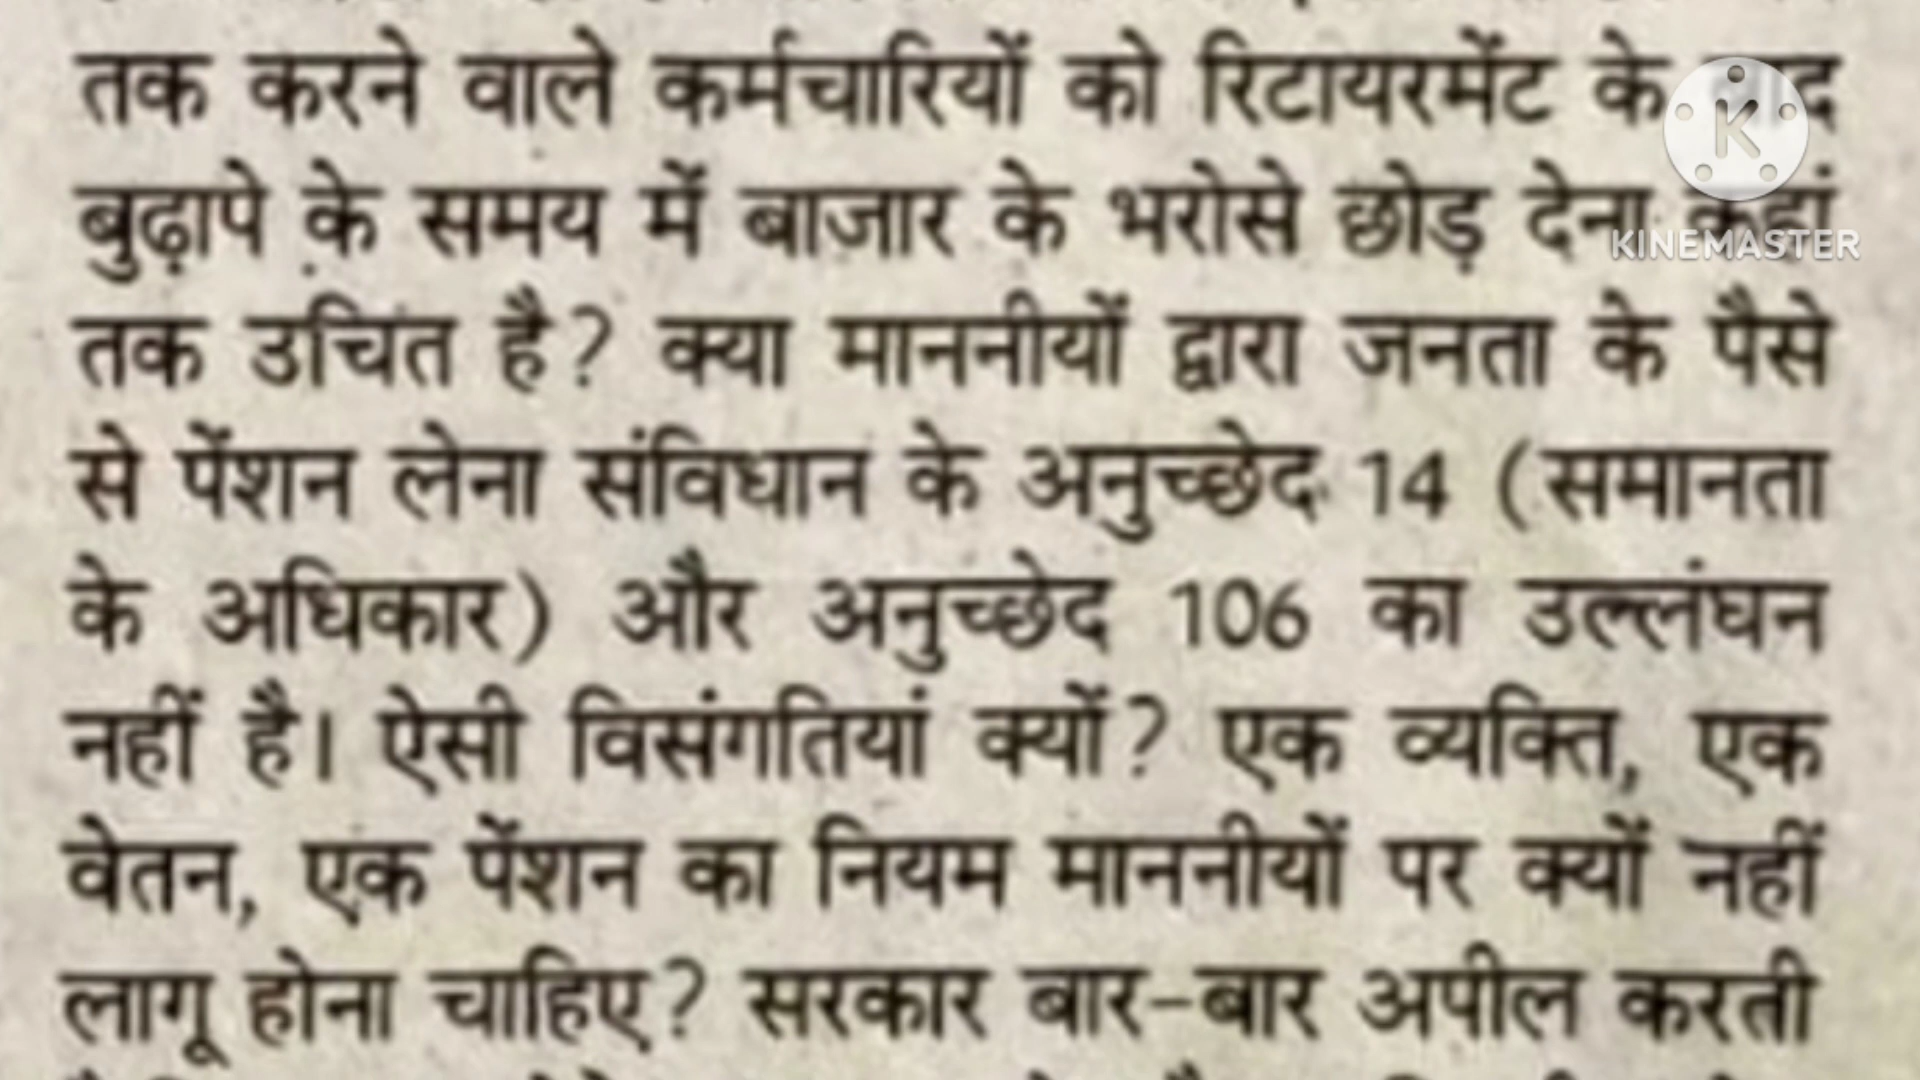 तक करने वाले कर्मचारियों को रिटायरमेंट के बाद
बुढ़ापे के समय में बाजार के भरोसे छोड़ देना कहां
तक उचित है? क्या माननीयों द्वारा जनता के पैसे
से पेंशन लेना संविधान के अनुच्छेद 14 (समानता
के अधिकार) और अनुच्छेद 106 का उल्लंघन
नहीं है। ऐसी विसंगतियां क्यों? एक व्यक्ति, एक
वेतन, एक पेंशन का नियम माननीयों पर क्यों नहीं
लागू होना चाहिए? सरकार बार-बार अपील करती
K
KINEMASTER